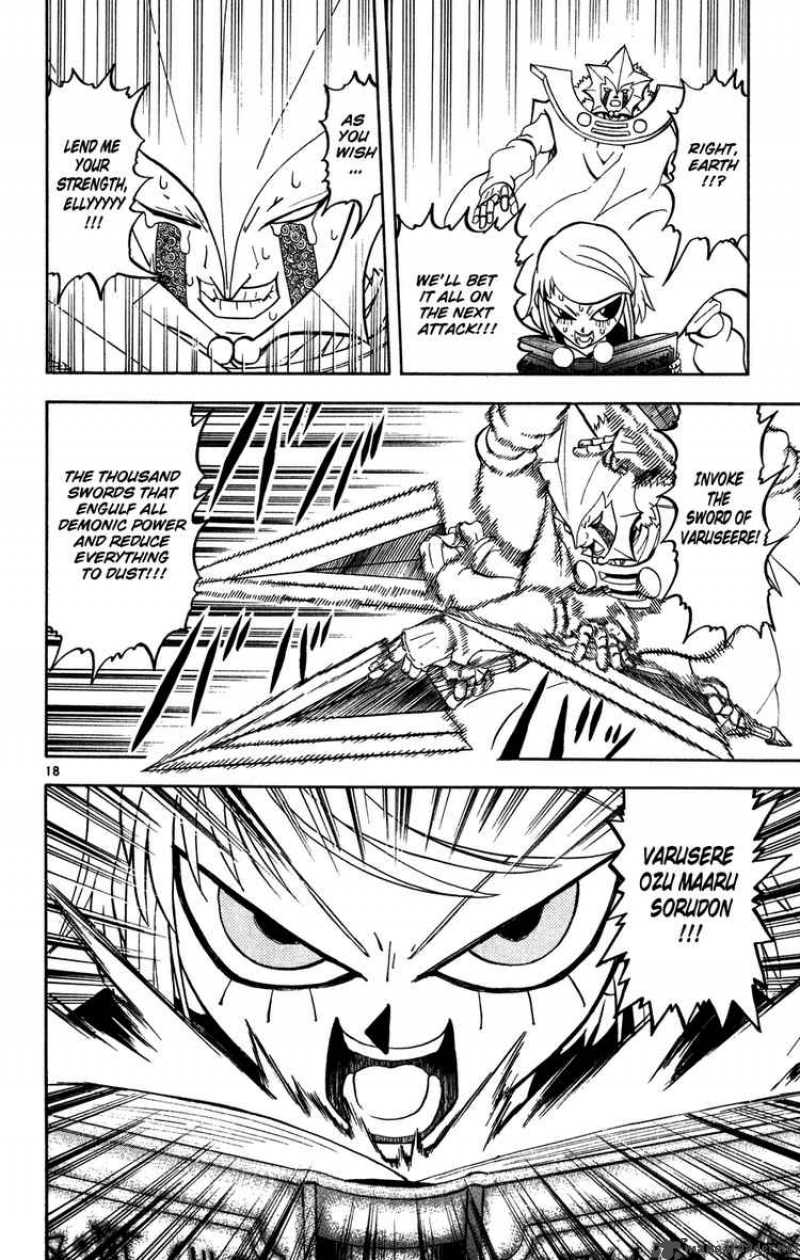 RIGHT,
EARTH
!!?
WE'LL BET
IT ALL ON
THE NEXT
ATTACK!!!
AS
YOU
WISH
...
LEND ME
YOUR
STRENGTH,
ELLYYYYY
!!!
INVOKE
THE
SWORD OF
VARUSEERE!
THE THOUSAND
SWORDS THAT
ENGULF ALL
DEMONIC POWER
AND REDUCE
EVERYTHING
TO DUST!!!
18
VARUSERE
OZU MAARU
SORUDON
!!!